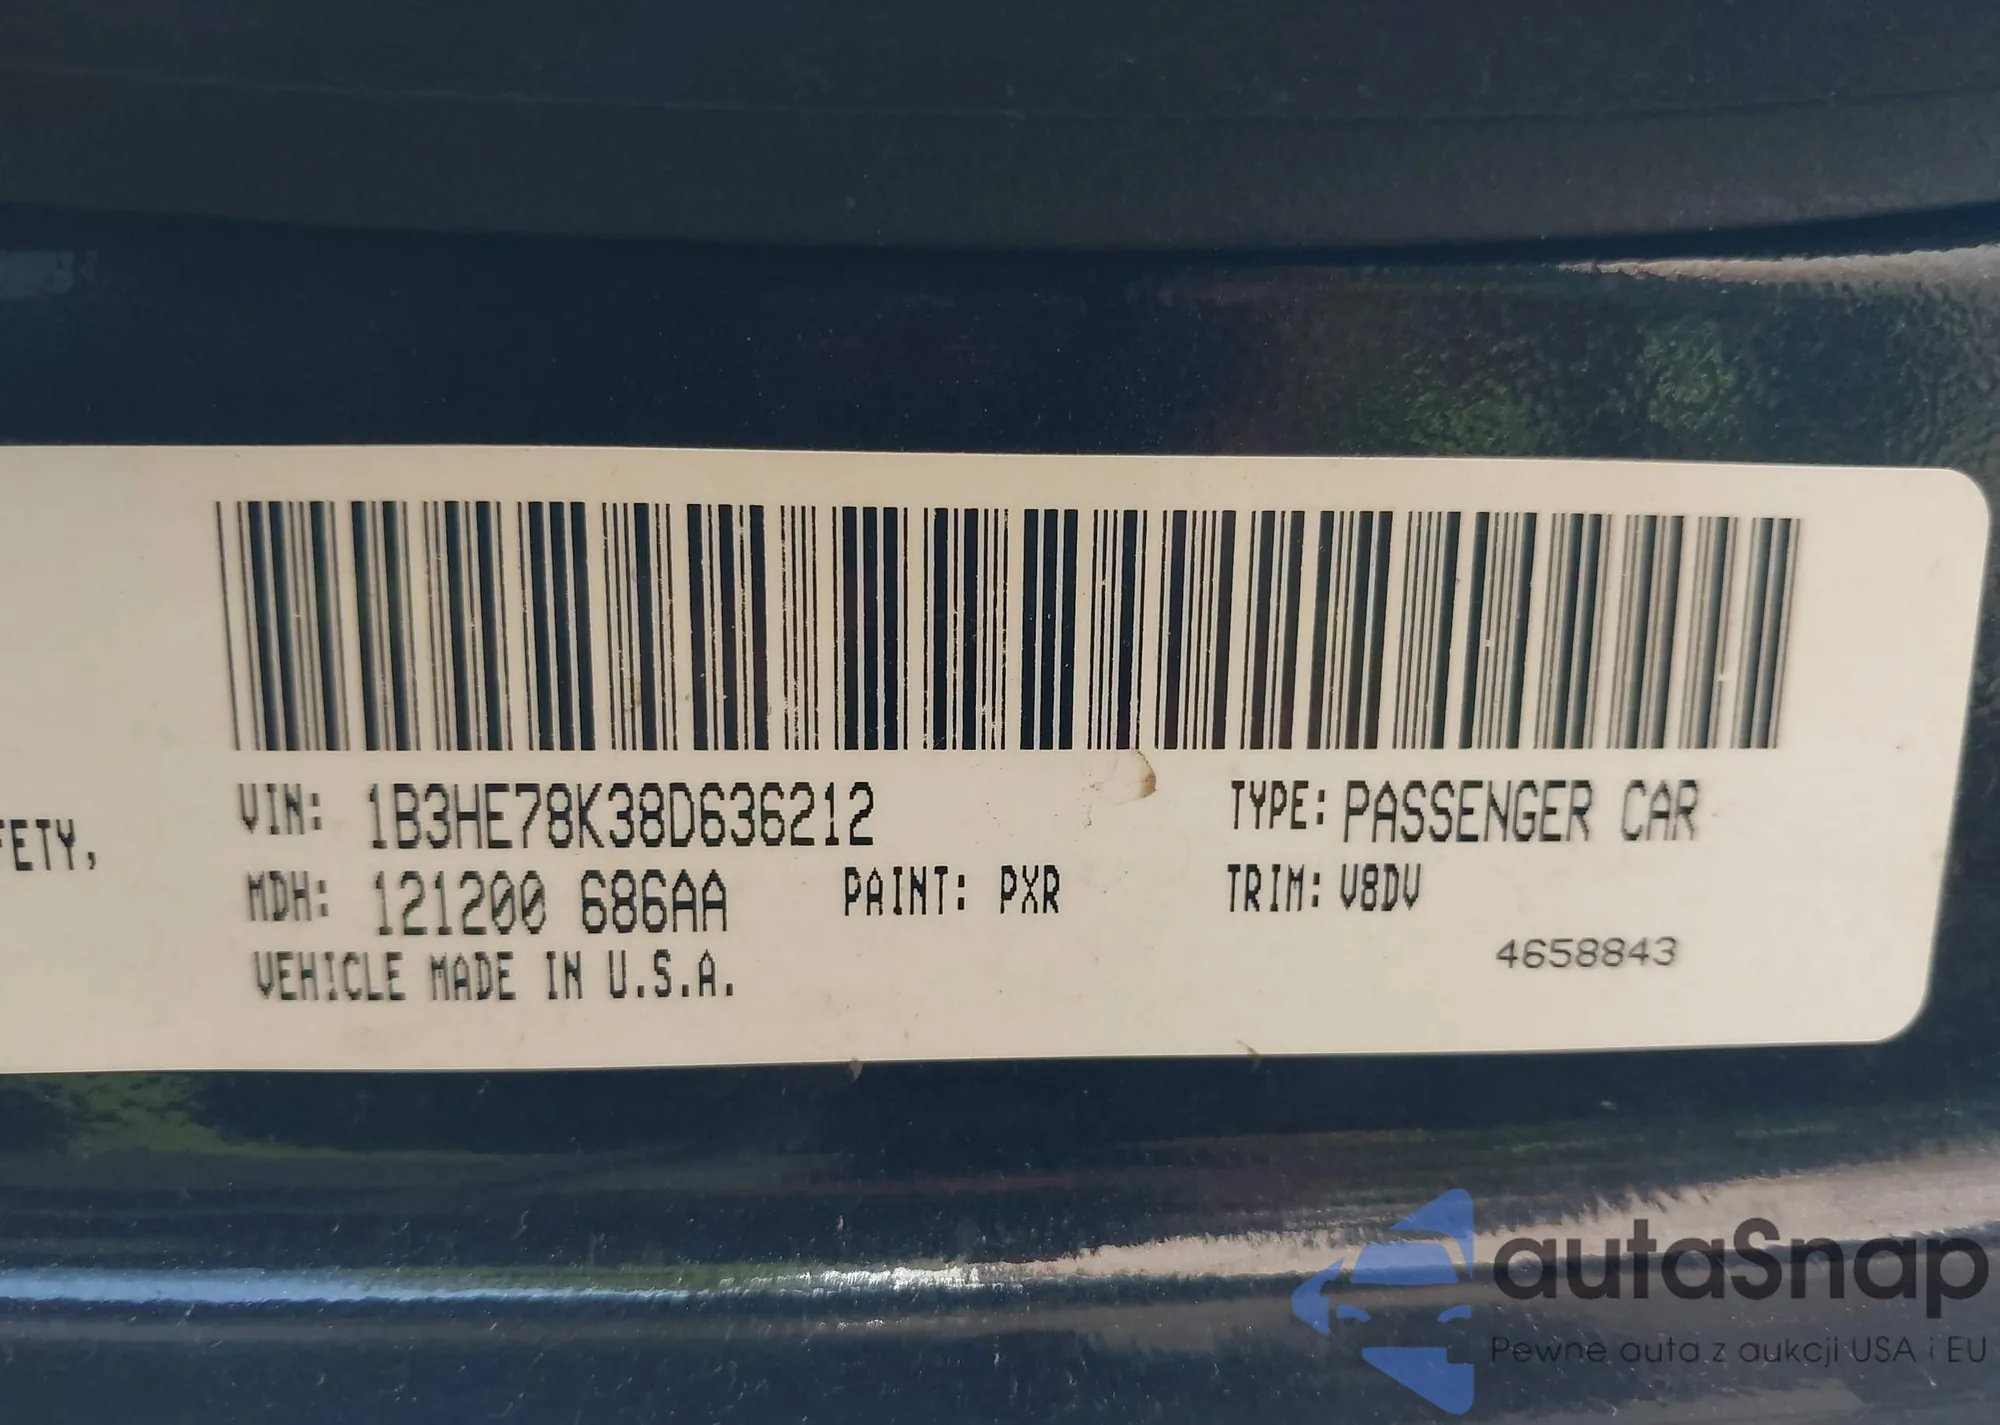 VIN: 1B3HE78K38D636212
TYPE: PASSENGER CAR
FETY,
MDH: 121200 686AA
PAINT: PXR
TRIM: V8DV
VEHICLE MADE IN U.S.A.
4658843
autaSnap
Pewne auta z aukcji USA i EU